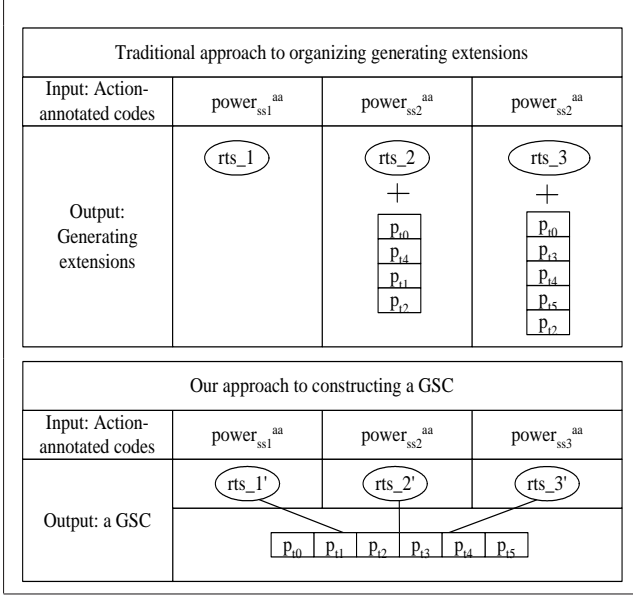 Traditional approach to organizing generating extensions
Input: Action-
annotated codes
power_ss1^aa
power_ss2^aa
power_ss2^aa
Output:
Generating
extensions
rts_1
rts_2
+
p_t0
p_t4
p_t1
p_t2
rts_3
+
p_t0
p_t3
p_t4
p_t5
p_t2
Our approach to constructing a GSC
Input: Action-
annotated codes
power_ss1^aa
power_ss2^aa
power_ss3^aa
Output: a GSC
rts_1'
rts_2'
rts_3'
p_t0 p_t1 p_t2 p_t3 p_t4 p_t5